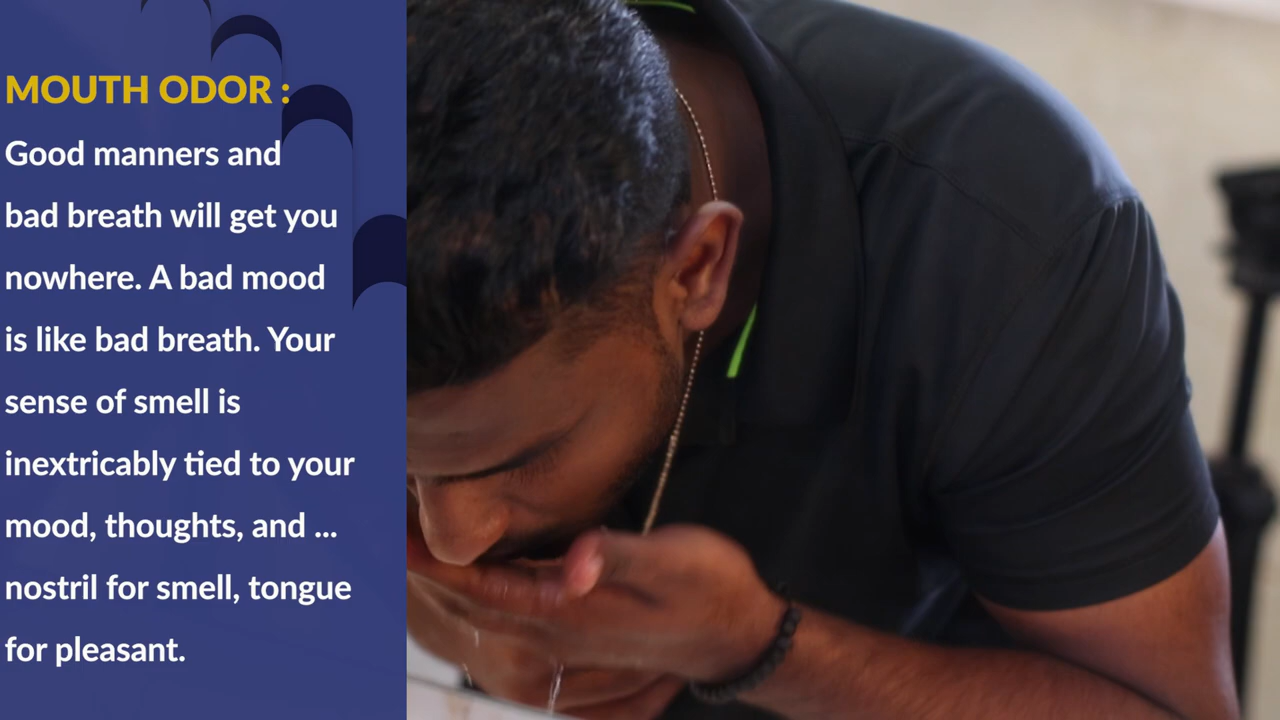 MOUTH ODOR :
Good manners and
bad breath will get you
nowhere. A bad mood
is like bad breath. Your
sense of smell is
inextricably tied to your
mood, thoughts, and ...
nostril for smell, tongue
for pleasant.